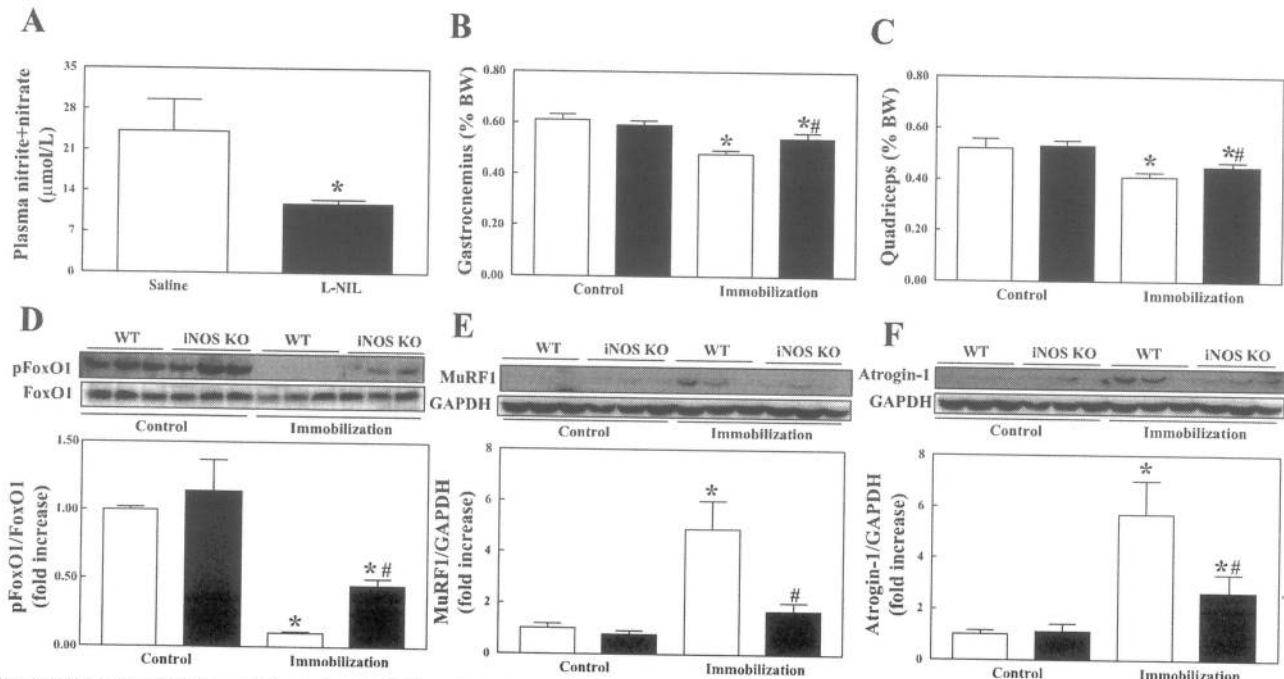 A
Plasma nitrite+nitrate
(μmol/L)
35
28
21
14
7
0
*
Saline
L-NIL
B
Gastrocnemius (% BW)
0.80
0.60
0.40
0.20
0.00
*
*#
Control
Immobilization
C
Quadriceps (% BW)
0.80
0.60
0.40
0.20
0.00
*
*#
Control
Immobilization
D
WT
iNOS KO
WT
iNOS KO
pFoxO1
FoxO1
Control
Immobilization
pFoxO1/FoxO1
(fold increase)
1.50
1.00
0.50
0.00
*
*#
Control
Immobilization
E
WT
iNOS KO
WT
iNOS KO
MuRF1
GAPDH
Control
Immobilization
MuRF1/GAPDH
(fold increase)
8
6
4
2
0
*
#
Control
Immobilization
F
WT
iNOS KO
WT
iNOS KO
Atrogin-1
GAPDH
Control
Immobilization
Atrogin-1/GAPDH
(fold increase)
8
6
4
2
0
*
*#
Control
Immobilization